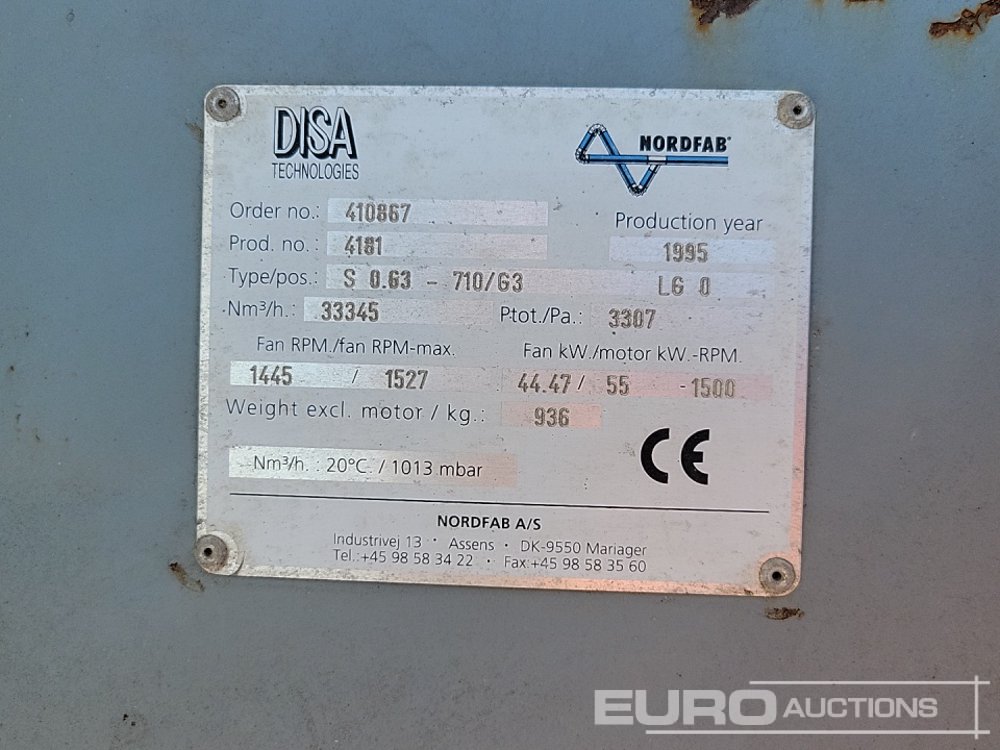 DISA
TECHNOLOGIES
NORDFAB®
Order no.: 410867
Production year
Prod. no.: 4181
1995
Type/pos.: S 0.63 - 710/G3 LG 0
Nm³/h.: 33345 Ptot./Pa.: 3307
Fan RPM./fan RPM-max. Fan kW./motor kW.-RPM.
1445 / 1527 44.47 / 55 -1500
Weight excl. motor / kg.: 936
CE
Nm³/h. : 20°C. / 1013 mbar
NORDFAB A/S
Industrivej 13 · Assens · DK-9550 Mariager
Tel.:+45 98 58 34 22 · Fax:+45 98 58 35 60
EURO AUCTIONS